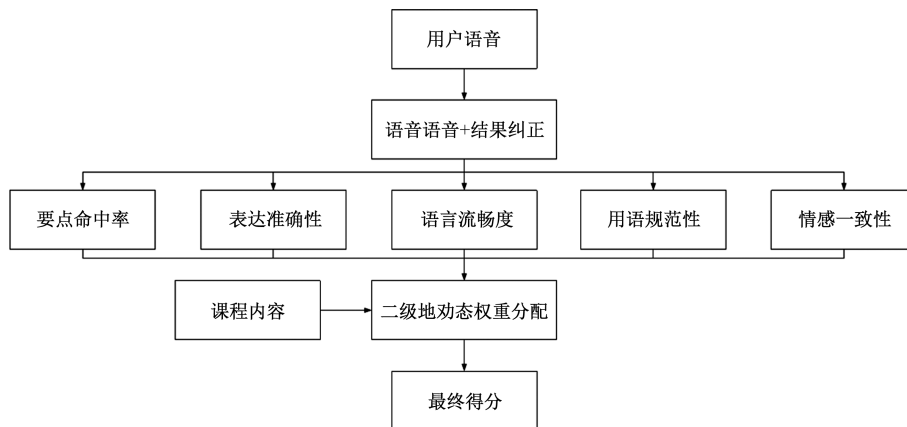 用户语音
语音语音+结果纠正
要点命中率
表达准确性
语言流畅度
用语规范性
情感一致性
课程内容
二级地劝态权重分配
最终得分